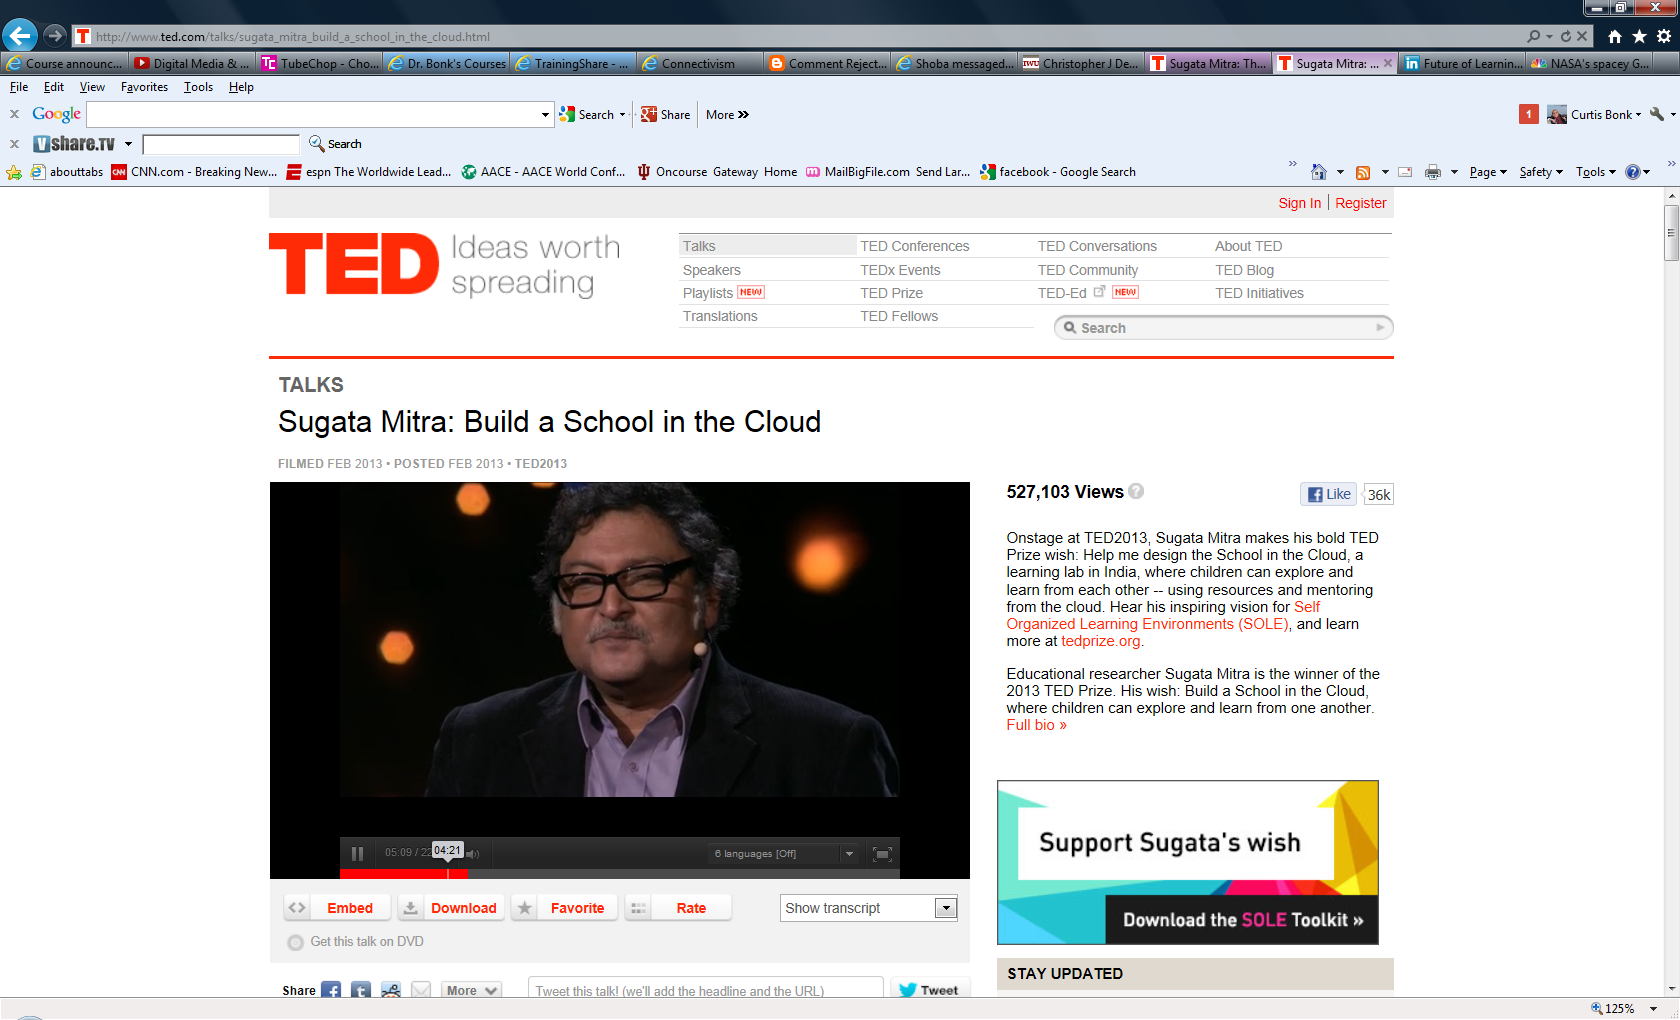 http://www.ted.com/talks/sugata_mitra_build_a_school_in_the_cloud.html
Course announc... Digital Media & ... TubeChop - Cho... Dr. Bonk's Courses TrainingShare - ... Connectivism Comment Reject... Shoba messaged... Christopher J De... Sugata Mitra: Th... Sugata Mitra: ... Future of Learnin... NASA's spacey G...
File Edit View Favorites Tools Help
x Google Search Share More » 1 Curtis Bonk
x Vshare.TV Search
abouttabs CNN.com - Breaking New... espn The Worldwide Lead... AACE - AACE World Conf... Oncourse Gateway Home MailBigFile.com Send Lar... facebook - Google Search » Page Safety Tools »
Sign In | Register
TED Ideas worth
spreading
Talks TED Conferences TED Conversations About TED
Speakers TEDx Events TED Community TED Blog
Playlists NEW TED Prize TED-Ed NEW TED Initiatives
Translations TED Fellows
Search
TALKS
Sugata Mitra: Build a School in the Cloud
FILMED FEB 2013 • POSTED FEB 2013 • TED2013
527,103 Views ?
Like 36k
Onstage at TED2013, Sugata Mitra makes his bold TED
Prize wish: Help me design the School in the Cloud, a
learning lab in India, where children can explore and
learn from each other -- using resources and mentoring
from the cloud. Hear his inspiring vision for Self
Organized Learning Environments (SOLE), and learn
more at tedprize.org.
Educational researcher Sugata Mitra is the winner of the
2013 TED Prize. His wish: Build a School in the Cloud,
where children can explore and learn from one another.
Full bio »
Support Sugata's wish
Download the SOLE Toolkit »
STAY UPDATED
05:09 / 22 04:21 6 languages [Off]
Embed Download Favorite Rate Show transcript
Get this talk on DVD
Share More Tweet this talk! (we'll add the headline and the URL) Tweet
125%